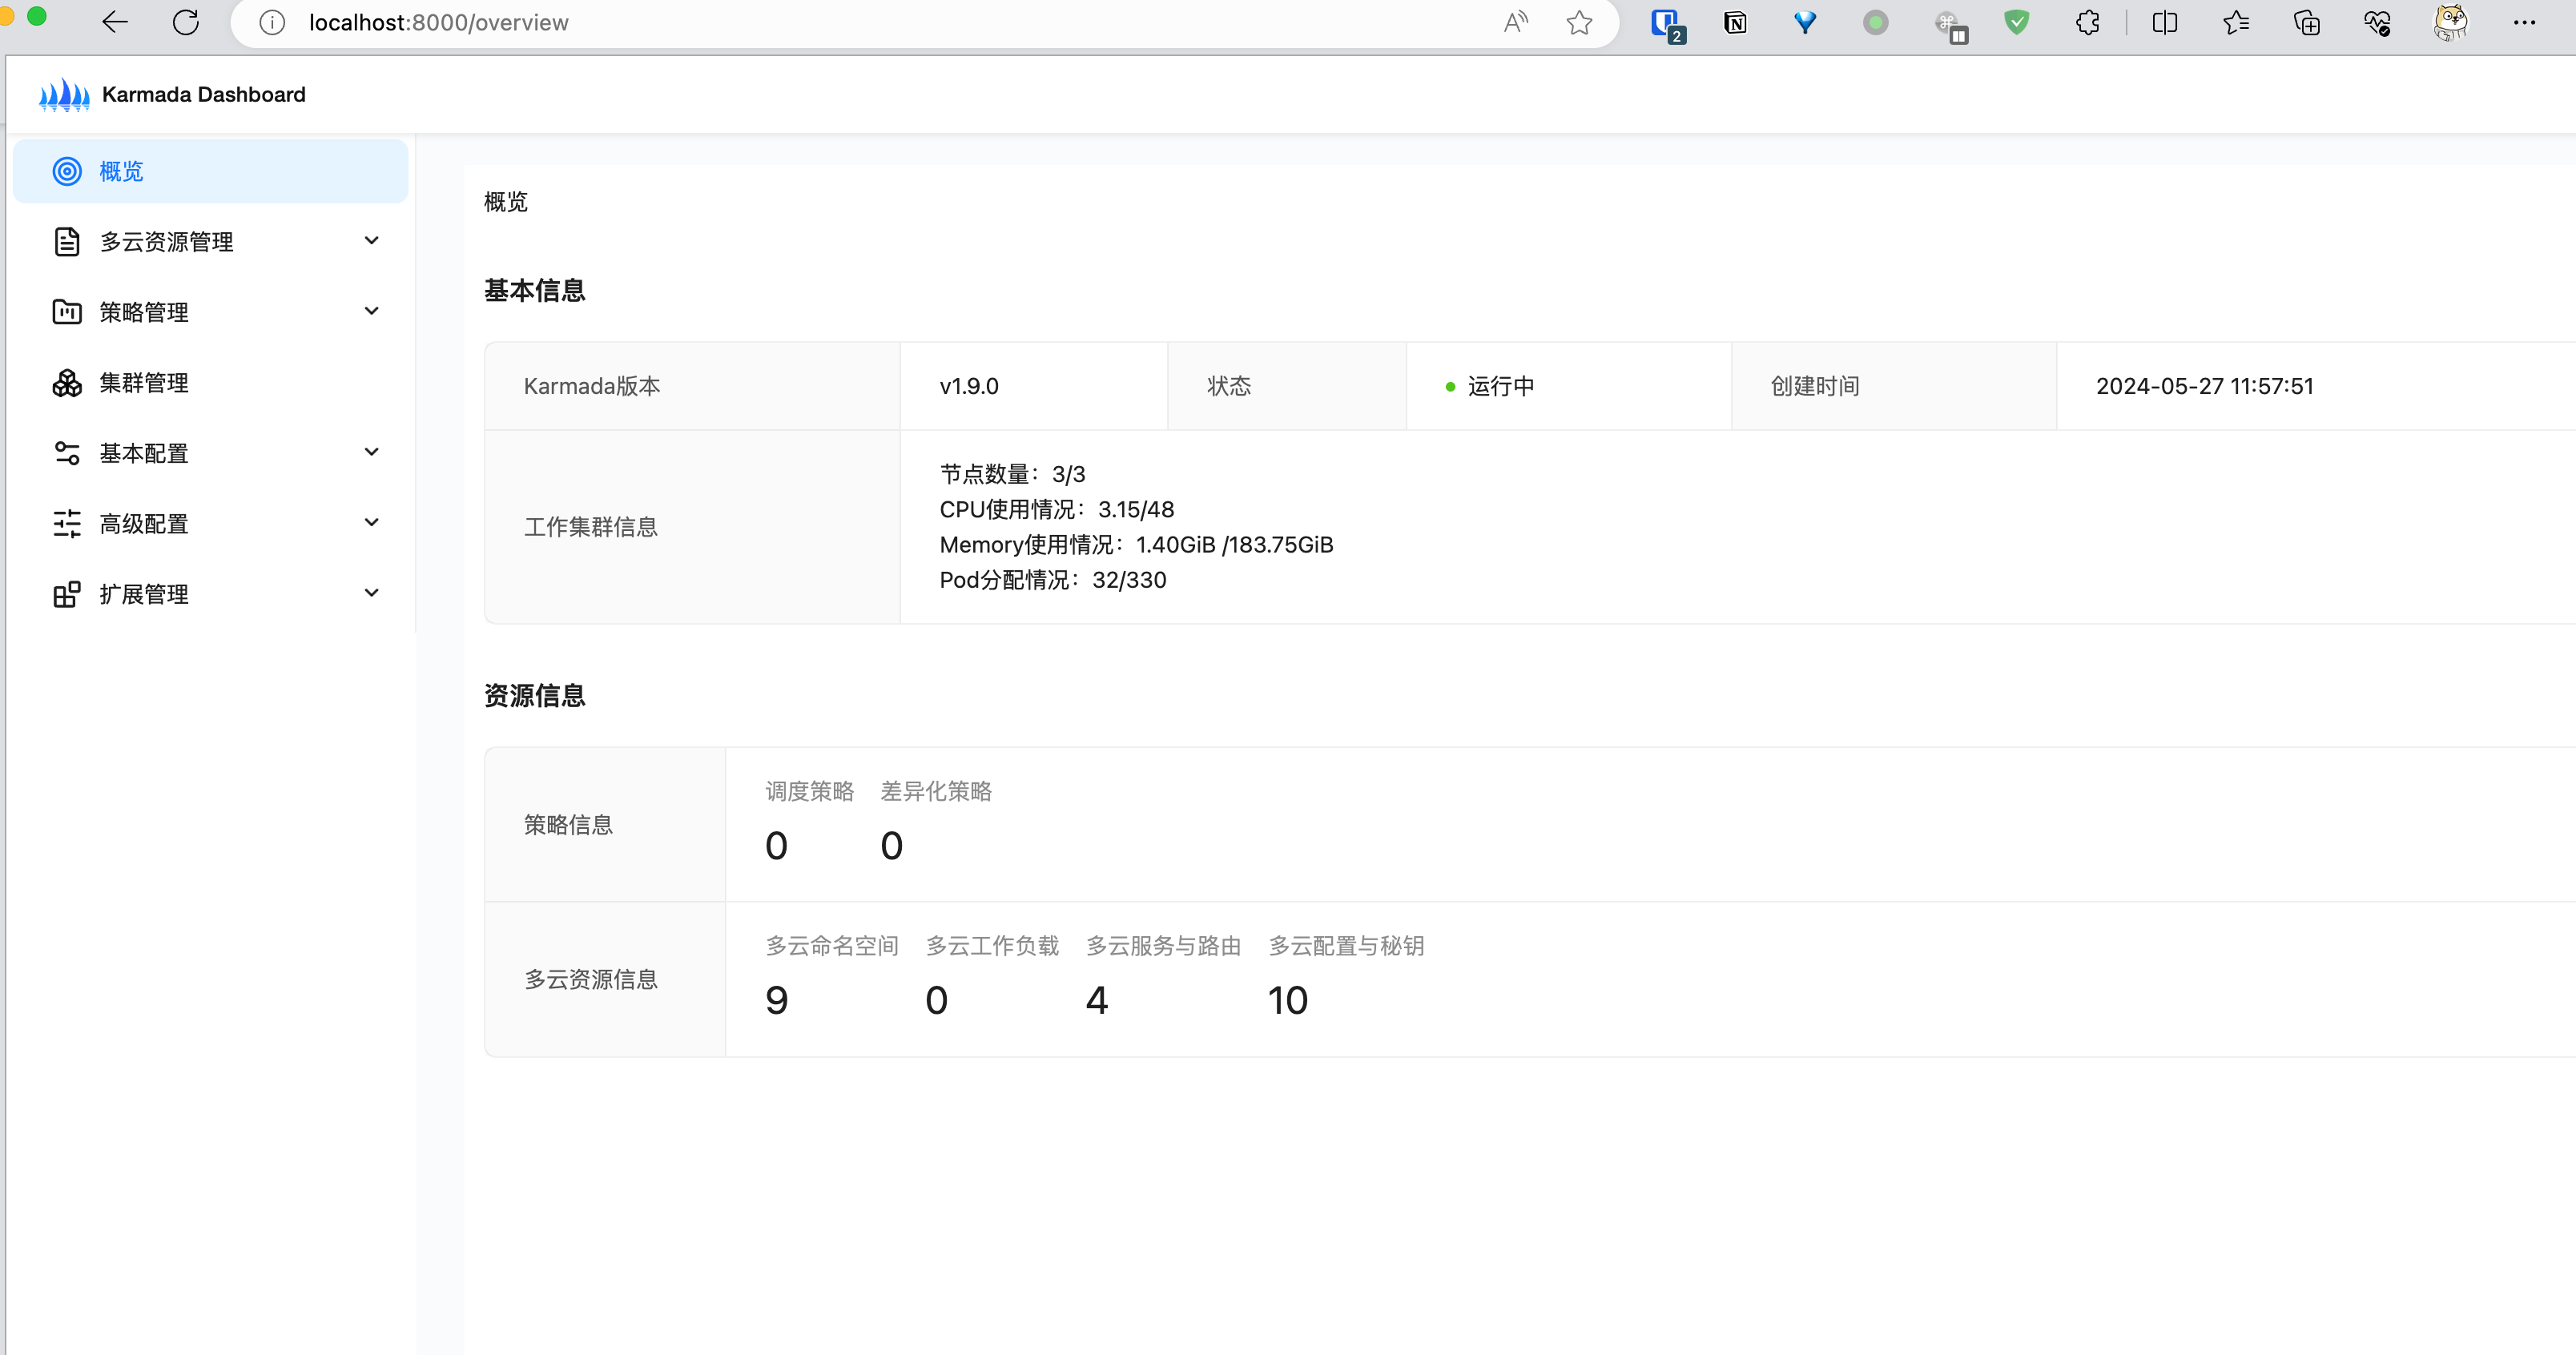 localhost:8000/overview
2
Karmada Dashboard
概览
多云资源管理
策略管理
集群管理
基本配置
高级配置
扩展管理
概览
基本信息
Karmada版本
v1.9.0
状态
运行中
创建时间
2024-05-27 11:57:51
工作集群信息
节点数量：3/3
CPU使用情况：3.15/48
Memory使用情况：1.40GiB /183.75GiB
Pod分配情况：32/330
资源信息
策略信息
调度策略 差异化策略
0 0
多云资源信息
多云命名空间 多云工作负载 多云服务与路由 多云配置与秘钥
9 0 4 10